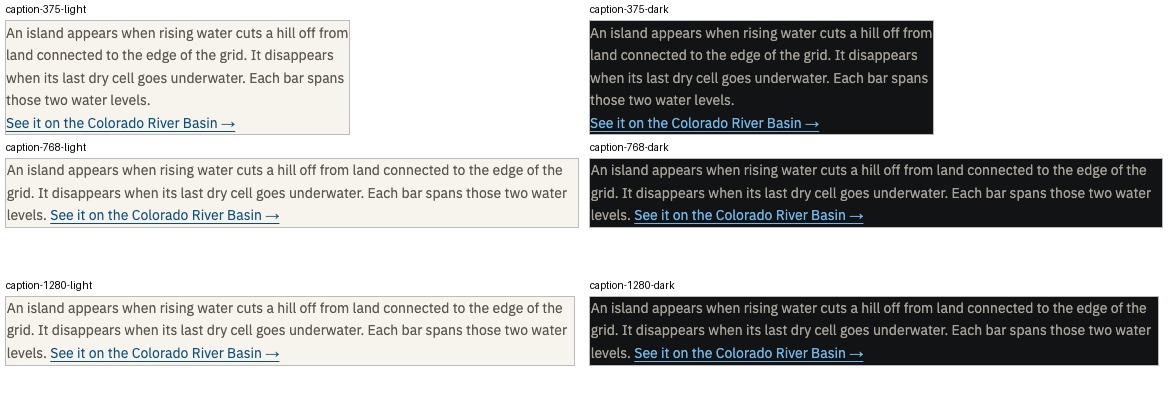 caption-375-light
An island appears when rising water cuts a hill off from
land connected to the edge of the grid. It disappears
when its last dry cell goes underwater. Each bar spans
those two water levels.
See it on the Colorado River Basin →
caption-375-dark
An island appears when rising water cuts a hill off from
land connected to the edge of the grid. It disappears
when its last dry cell goes underwater. Each bar spans
those two water levels.
See it on the Colorado River Basin →
caption-768-light
An island appears when rising water cuts a hill off from land connected to the edge of the
grid. It disappears when its last dry cell goes underwater. Each bar spans those two water
levels. See it on the Colorado River Basin →
caption-768-dark
An island appears when rising water cuts a hill off from land connected to the edge of the
grid. It disappears when its last dry cell goes underwater. Each bar spans those two water
levels. See it on the Colorado River Basin →
caption-1280-light
An island appears when rising water cuts a hill off from land connected to the edge of the
grid. It disappears when its last dry cell goes underwater. Each bar spans those two water
levels. See it on the Colorado River Basin →
caption-1280-dark
An island appears when rising water cuts a hill off from land connected to the edge of the
grid. It disappears when its last dry cell goes underwater. Each bar spans those two water
levels. See it on the Colorado River Basin →